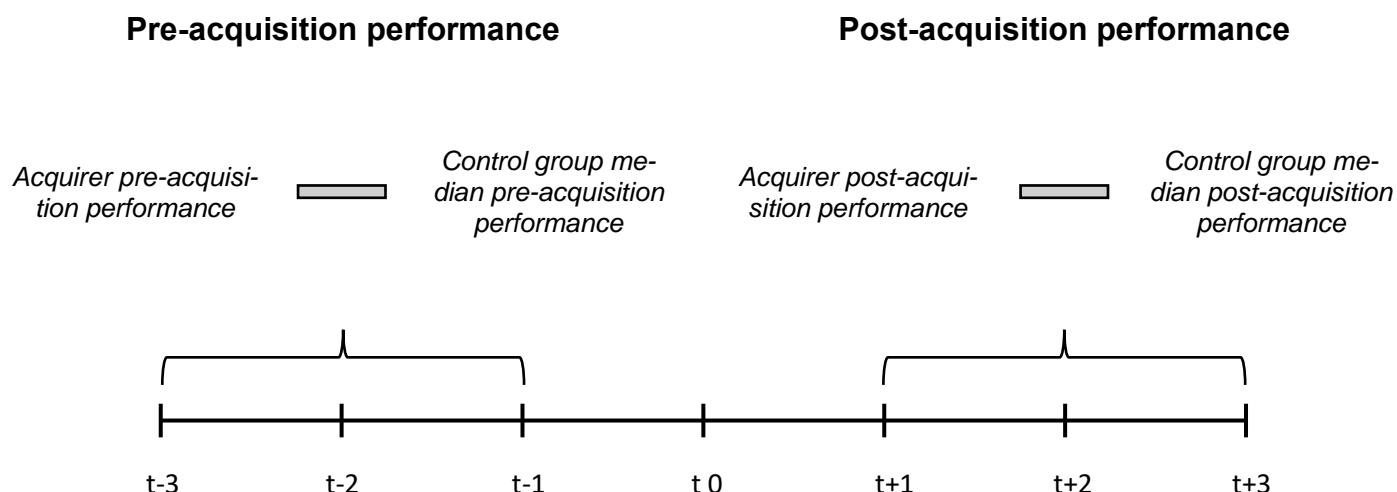 Pre-acquisition performance
Post-acquisition performance
Acquirer pre-acquisi-
tion performance
Control group me-
dian pre-acquisition
performance
Acquirer post-acqui-
sition performance
Control group me-
dian post-acquisition
performance
t-3
t-2
t-1
t 0
t+1
t+2
t+3